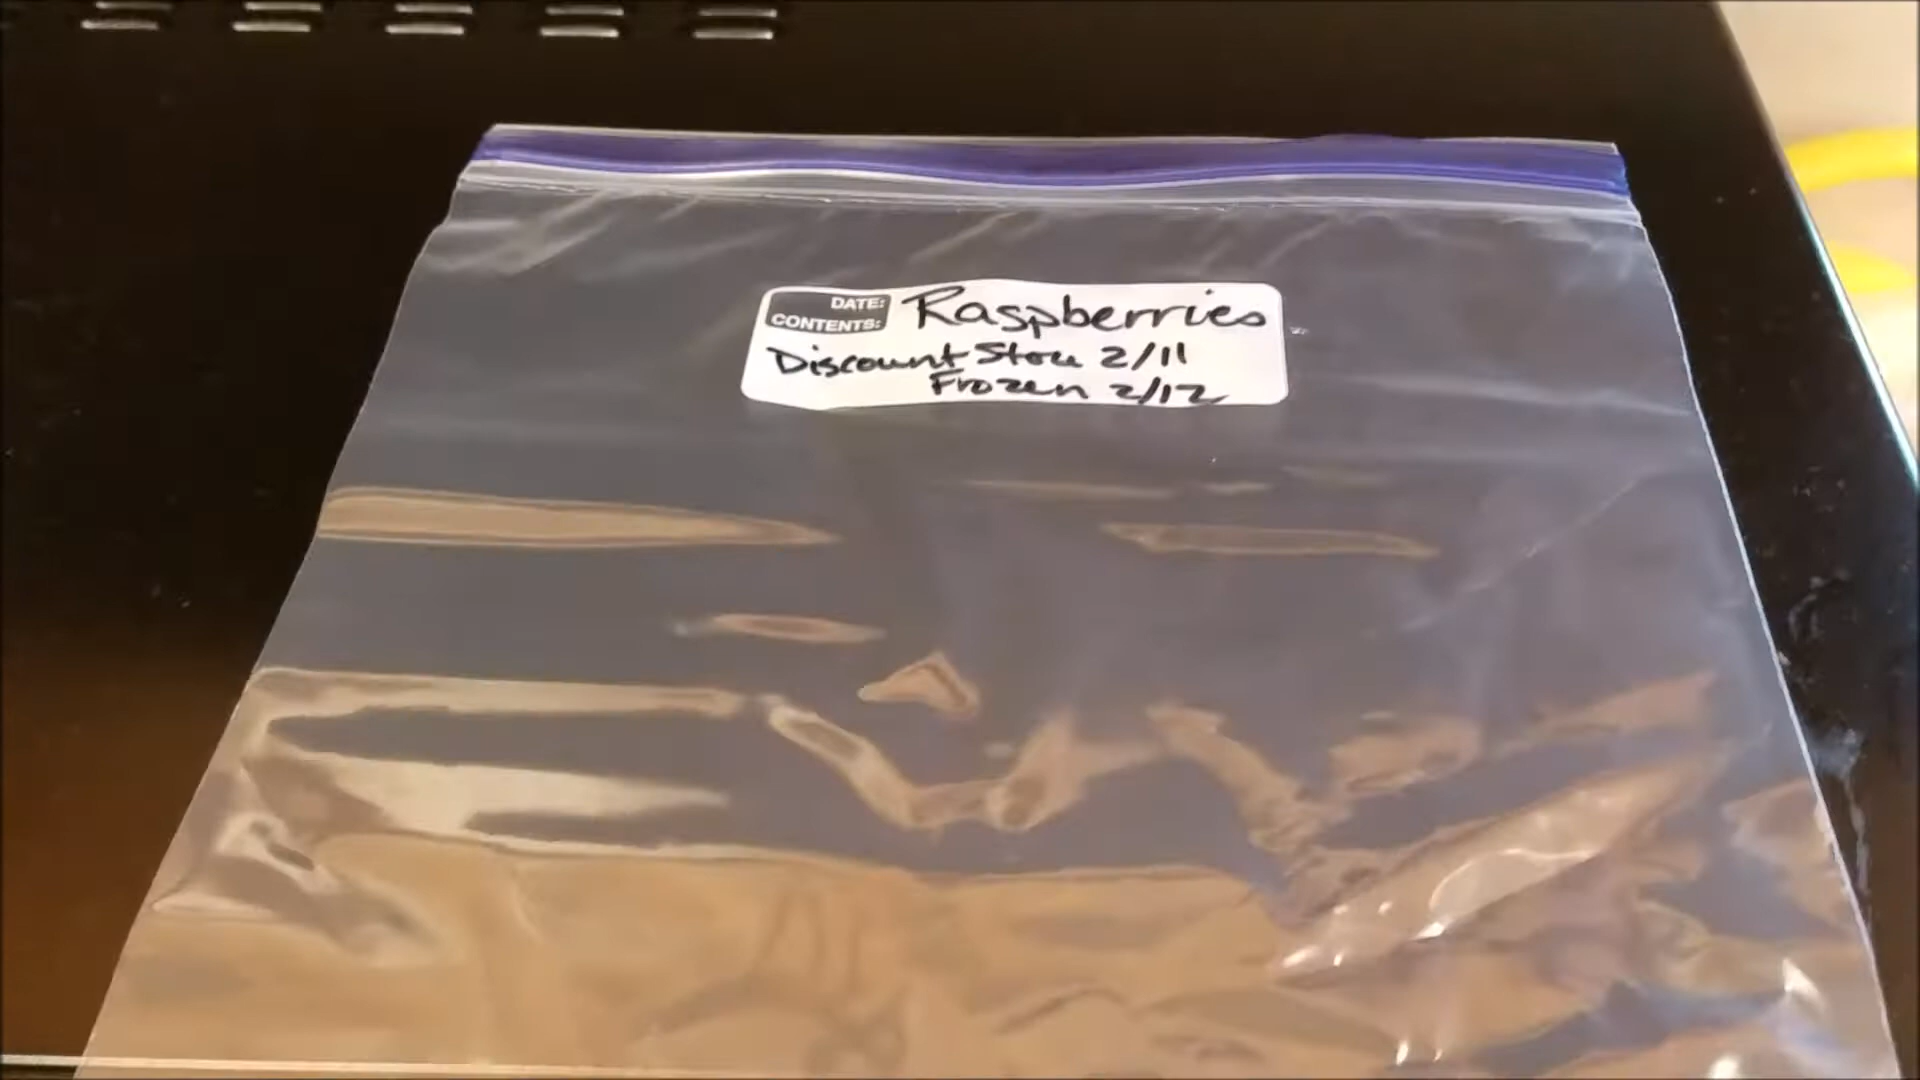 DATE:
CONTENTS: Raspberries
Discount Store 2/11
Frozen 2/12